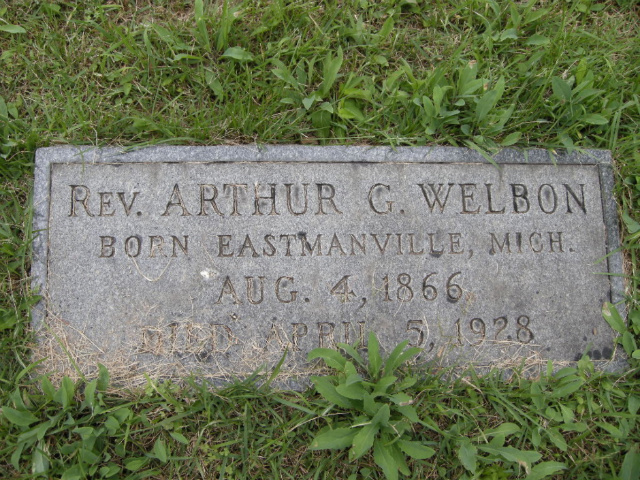 REV. ARTHUR G. WELBON
BORN EASTMANVILLE, MICH.
AUG. 4, 1866
DIED APRIL 5, 1928